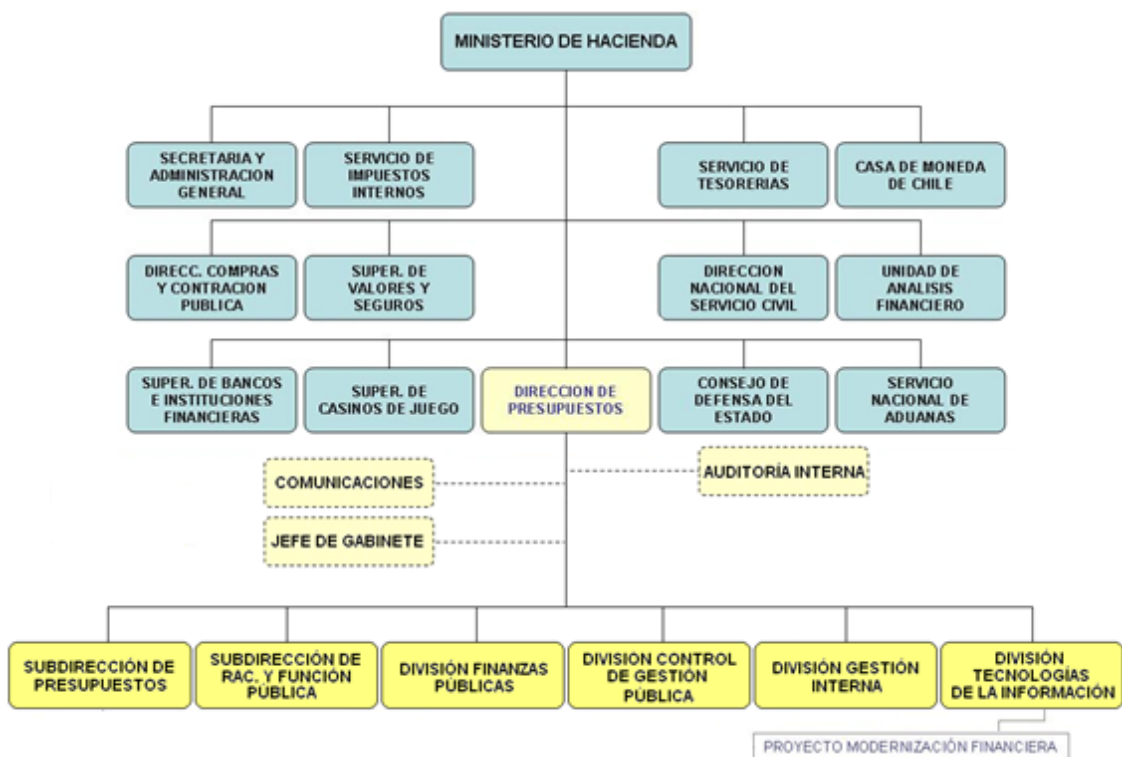 MINISTERIO DE HACIENDA
SECRETARIA Y
ADMINISTRACION
GENERAL
SERVICIO DE
IMPUESTOS
INTERNOS
SERVICIO DE
TESORERIAS
CASA DE MONEDA
DE CHILE
DIRECC. COMPRAS
Y CONTRACION
PUBLICA
SUPER. DE
VALORES Y
SEGUROS
DIRECCION
NACIONAL DEL
SERVICIO CIVIL
UNIDAD DE
ANALISIS
FINANCIERO
SUPER. DE BANCOS
E INSTITUCIONES
FINANCIERAS
SUPER. DE
CASINOS DE JUEGO
DIRECCION DE
PRESUPUESTOS
CONSEJO DE
DEFENSA DEL
ESTADO
SERVICIO
NACIONAL DE
ADUANAS
COMUNICACIONES
AUDITORÍA INTERNA
JEFE DE GABINETE
SUBDIRECCIÓN DE
PRESUPUESTOS
SUBDIRECCIÓN DE
RAC. Y FUNCIÓN
PÚBLICA
DIVISIÓN FINANZAS
PÚBLICAS
DIVISIÓN CONTROL
DE GESTIÓN
PÚBLICA
DIVISIÓN GESTIÓN
INTERNA
DIVISIÓN
TECNOLOGÍAS
DE LA INFORMACIÓN
PROYECTO MODERNIZACIÓN FINANCIERA